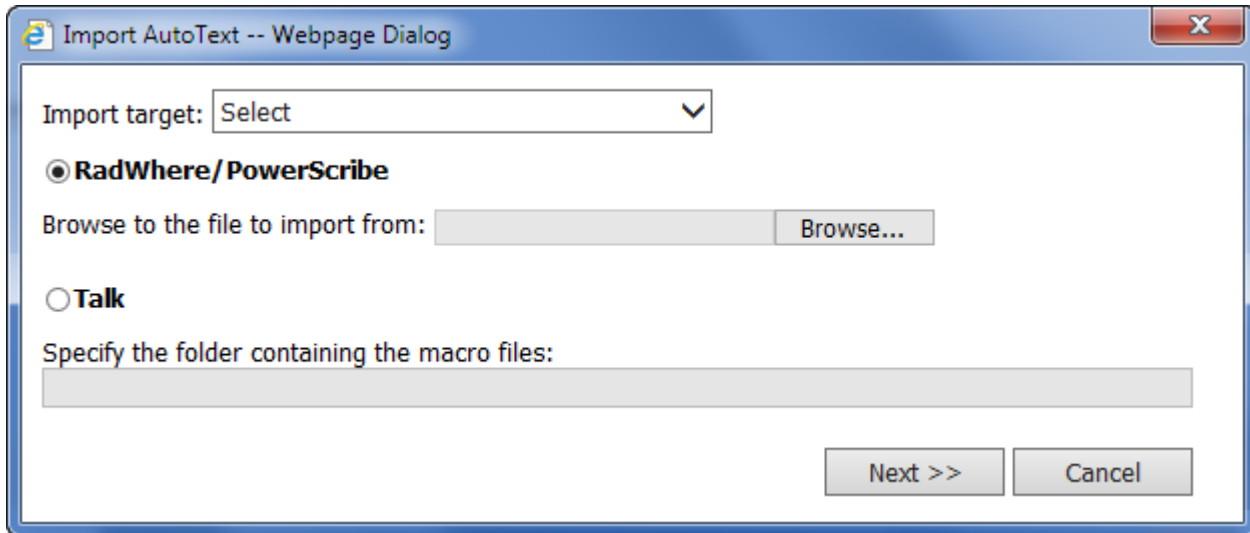 Import AutoText -- Webpage Dialog
Import target: Select
RadWhere/PowerScribe
Browse to the file to import from: Browse...
Talk
Specify the folder containing the macro files:
Next >> Cancel